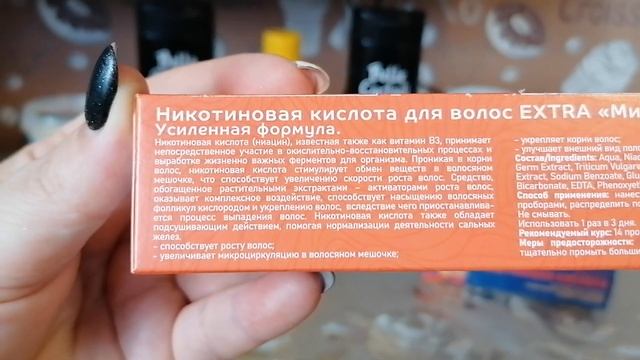 Никотиновая кислота для волос EXTRA «Ми
Усиленная формула.
Никотиновая кислота (ниацин), известная также как витамин В3, принимает
непосредственное участие в окислительно-восстановительных процессах и
выработке жизненно важных ферментов для организма. Проникая в корни
волос, никотиновая кислота стимулирует обмен веществ в волосяном
мешочке, что способствует увеличению скорости роста волос. Средство,
обогащенное растительными экстрактами – активаторами роста волос,
оказывает комплексное воздействие, способствует насыщению волосяных
фолликул кислородом и укреплению волос, вследствие чего приостанавлива-
ется процесс выпадения волос. Никотиновая кислота также обладает
подсушивающим действием, помогая нормализации деятельности сальных
желез.
- способствует росту волос;
- увеличивает микроциркуляцию в волосяном мешочке;
- укрепляет корни волос;
- улучшает внешний вид поло
Состав/Ingredients: Aqua, Niac
Germ Extract, Triticum Vulgare
Extract, Sodium Benzoate, Glu
Bicarbonate, EDTA, Phenoxye
Способ применения: нанес
проборами, распределить по
Не смывать.
Использовать 1 раз в 3 дня.
Рекомендуемый курс: 14 про
Меры предосторожности:
тщательно промыть больши